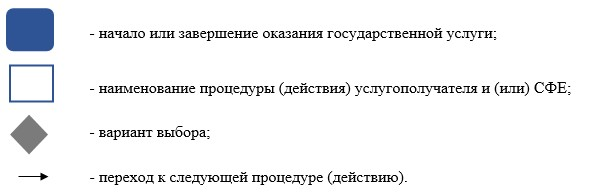 - начало или завершение оказания государственной услуги;
- наименование процедуры (действия) услугополучателя и (или) СФЕ;
- вариант выбора;
- переход к следующей процедуре (действию).